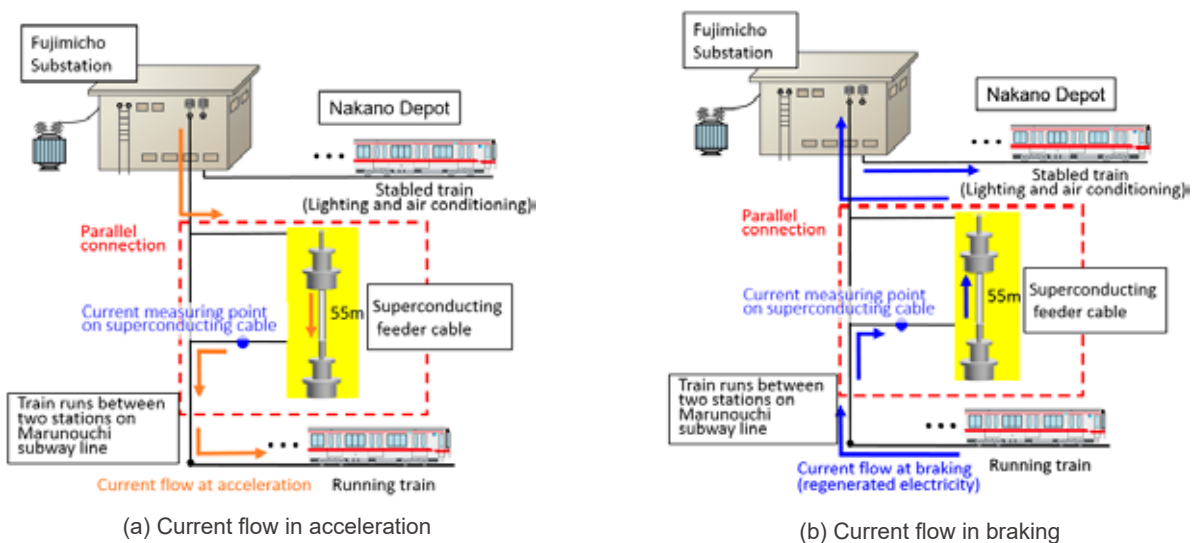 Fujimicho
Substation
Nakano Depot
Stabled train
(Lighting and air conditioning)
Parallel
connection
55m
Superconducting
feeder cable
Current measuring point
on superconducting cable
Train runs between
two stations on
Marunouchi
subway line
Current flow at acceleration
Running train
(a) Current flow in acceleration
Fujimicho
Substation
Nakano Depot
Stabled train
(Lighting and air conditioning)
Parallel
connection
55m
Superconducting
feeder cable
Current measuring point
on superconducting cable
Train runs between
two stations on
Marunouchi
subway line
Current flow at braking
(regenerated electricity)
Running train
(b) Current flow in braking